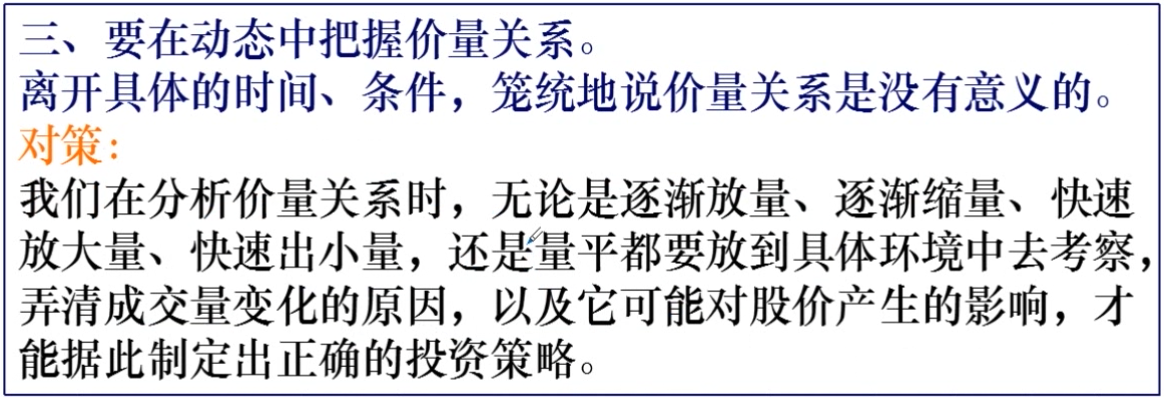 三、要在动态中把握价量关系。
离开具体的时间、条件，笼统地说价量关系是没有意义的。
对策：
我们在分析价量关系时，无论是逐渐放量、逐渐缩量、快速
放大量、快速出小量，还是量平都要放到具体环境中去考察，
弄清成交量变化的原因，以及它可能对股价产生的影响，才
能据此制定出正确的投资策略。